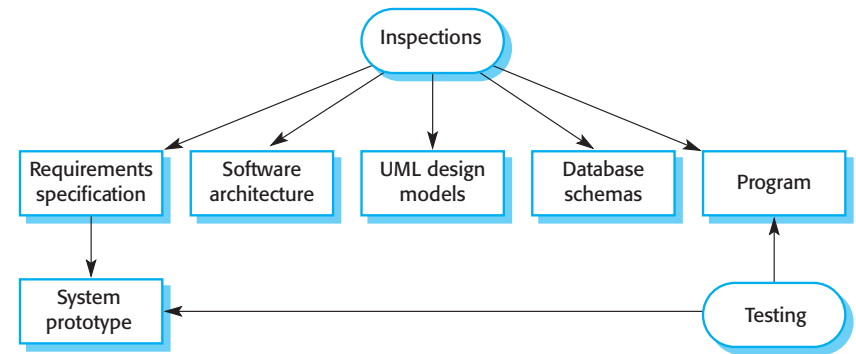 Inspections
Requirements
specification
Software
architecture
UML design
models
Database
schemas
Program
System
prototype
Testing